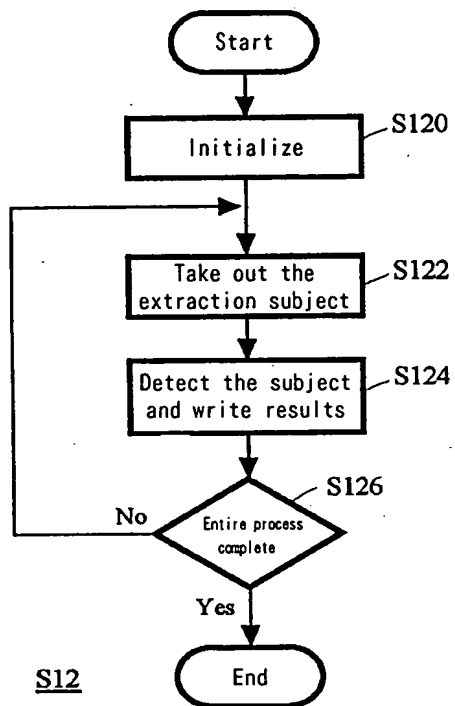 Start
S120
Initialize
Take out the
extraction subject
S122
Detect the subject
and write results
S124
S126
No
Entire process
complete
Yes
S12
End